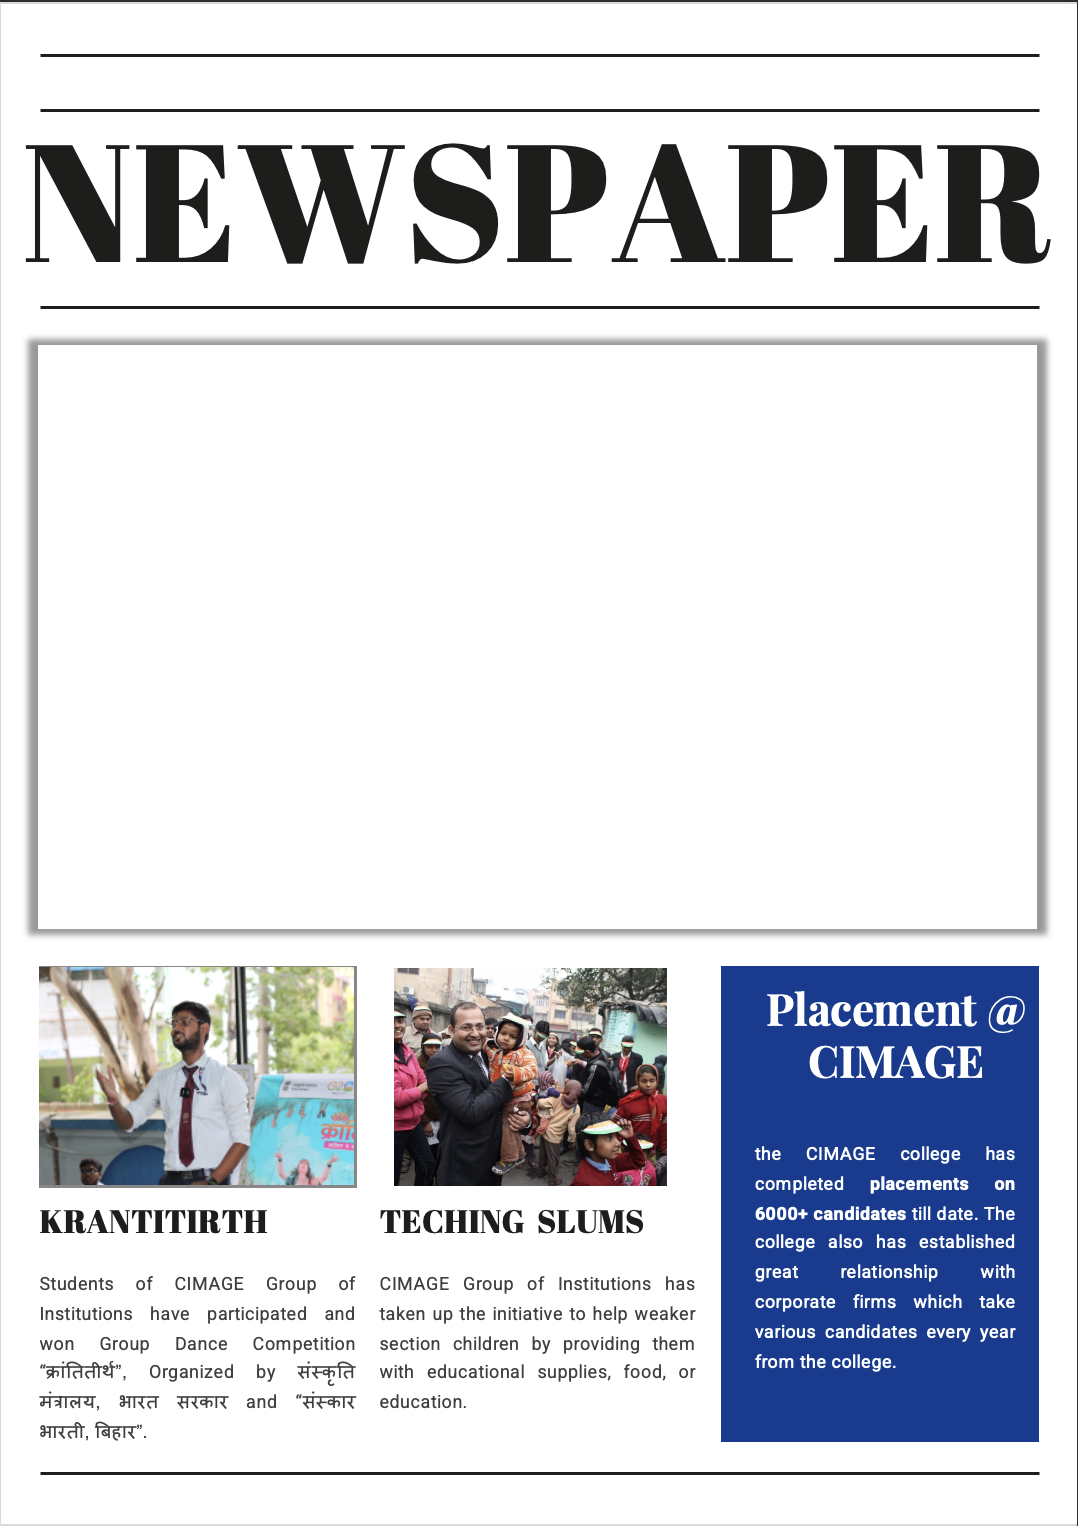 NEWSPAPER
KRANTITIRTH
Students of CIMAGE Group of
Institutions have participated and
won Group Dance Competition
“क्रांतितीर्थ”, Organized by संस्कृति
मंत्रालय, भारत सरकार and “संस्कार
भारती, बिहार”.
TECHING SLUMS
CIMAGE Group of Institutions has
taken up the initiative to help weaker
section children by providing them
with educational supplies, food, or
education.
Placement @
CIMAGE
the CIMAGE college has
completed placements on
6000+ candidates till date. The
college also has established
great relationship with
corporate firms which take
various candidates every year
from the college.